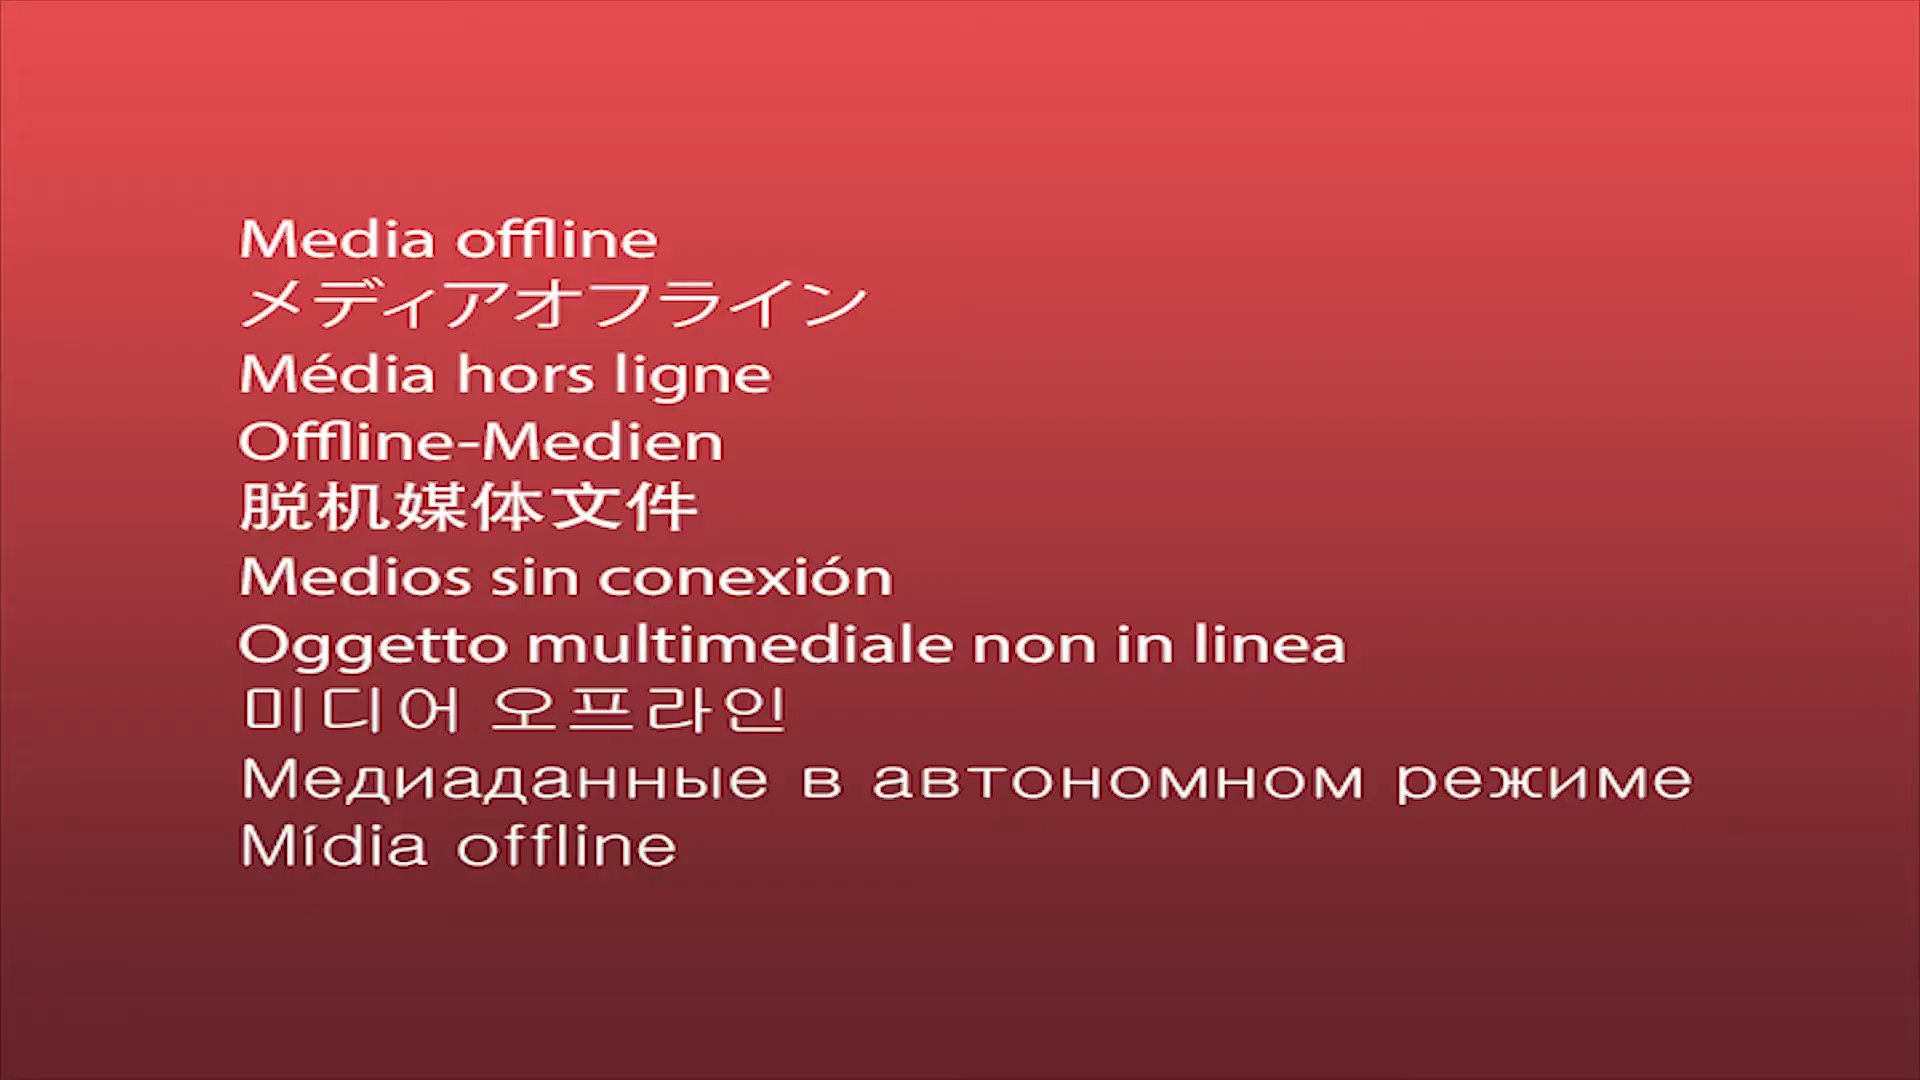 Media offline
メディアオフライン
Média hors ligne
Offline-Medien
脱机媒体文件
Medios sin conexión
Oggetto multimediale non in linea
미디어 오프라인
Медиаданные в автономном режиме
Mídia offline